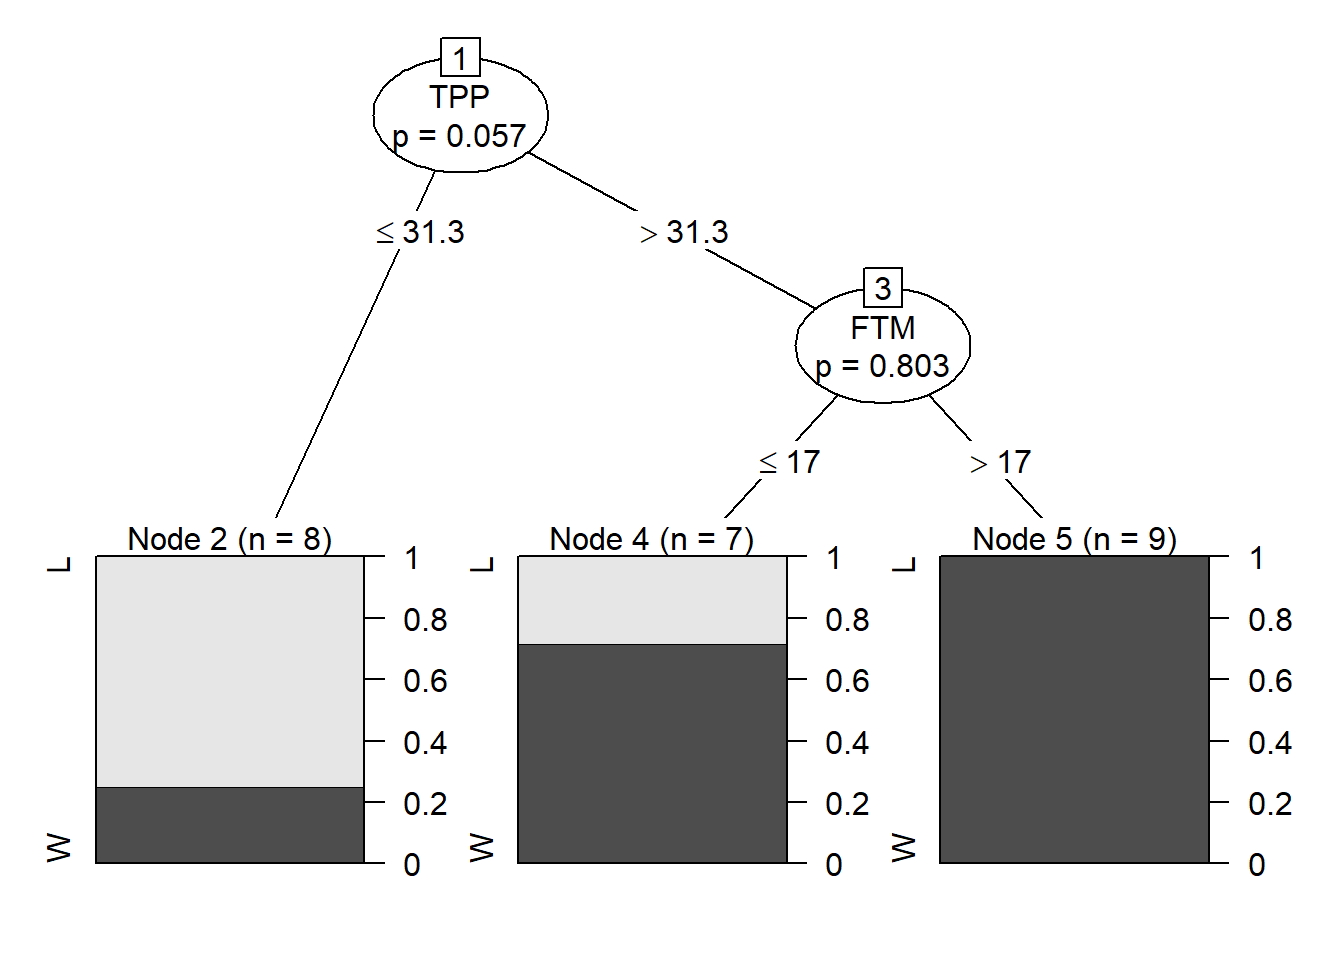 1
TPP
p = 0.057
≤ 31.3
> 31.3
3
FTM
p = 0.803
≤ 17
> 17
Node 2 (n = 8)
L
W
1
0.8
0.6
0.4
0.2
0
Node 4 (n = 7)
L
W
1
0.8
0.6
0.4
0.2
0
Node 5 (n = 9)
L
W
1
0.8
0.6
0.4
0.2
0